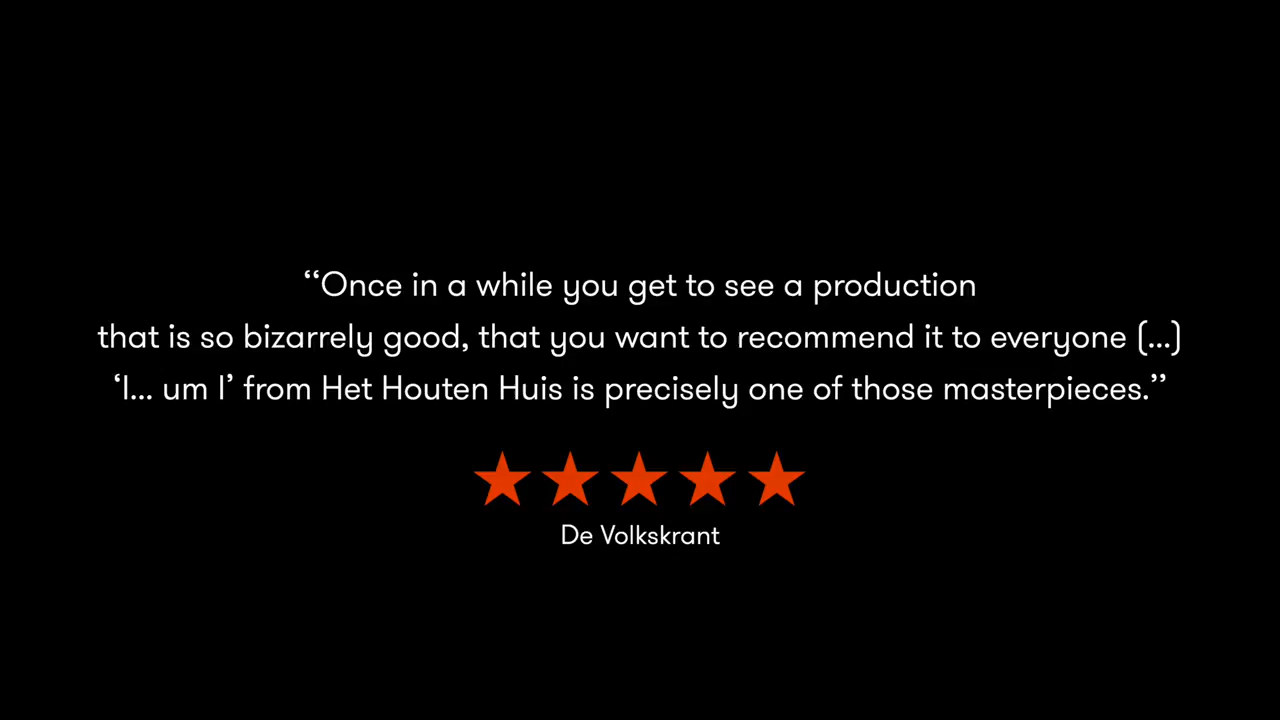 “Once in a while you get to see a production
that is so bizarrely good, that you want to recommend it to everyone (...)
‘I... um I’ from Het Houten Huis is precisely one of those masterpieces.”
De Volkskrant